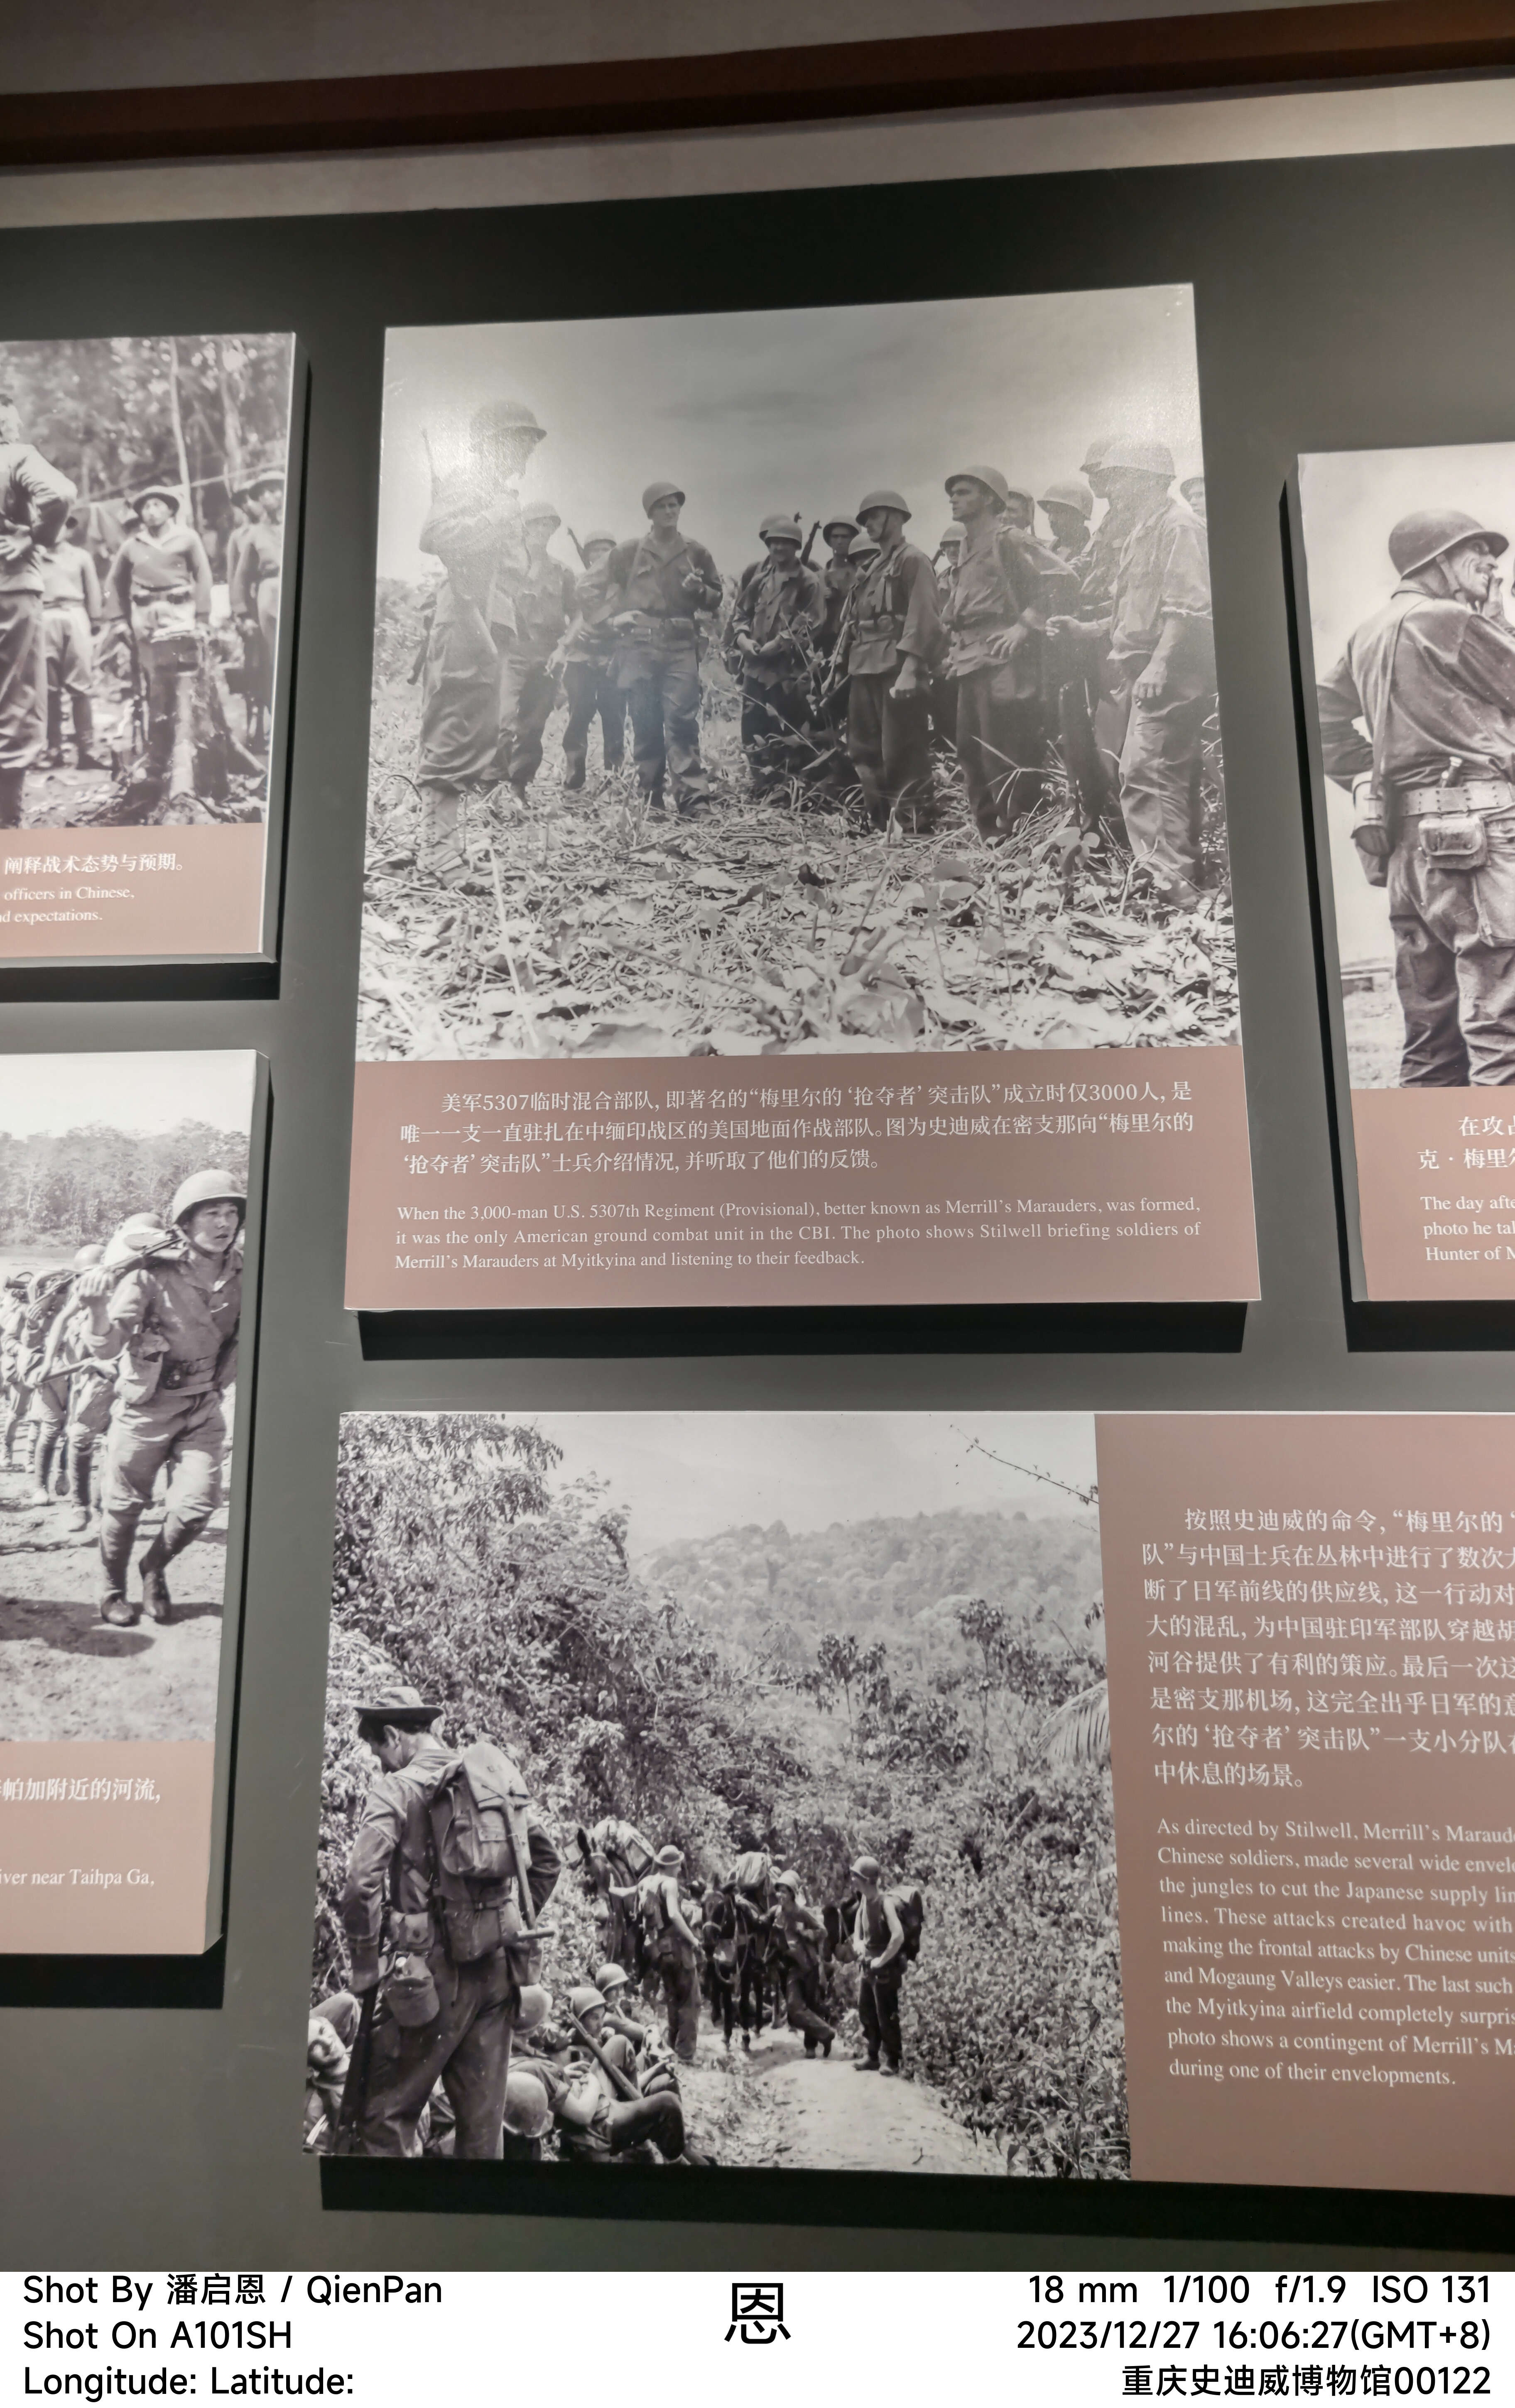 阐释战术态势与预期。
officers in Chinese,
expectations.
美军5307临时混合部队，即著名的“梅里尔的‘抢夺者’突击队”成立时仅3000人，是
唯一一支一直驻扎在中缅印战区的美国地面作战部队。图为史迪威在密支那向“梅里尔的
‘抢夺者’突击队”士兵介绍情况，并听取了他们的反馈。
When the 3,000-man U.S. 5307th Regiment (Provisional), better known as Merrill's Marauders, was formed,
it was the only American ground combat unit in the CBI. The photo shows Stilwell briefing soldiers of
Merrill's Marauders at Myitkyina and listening to their feedback.
在攻
克·梅里
The day
photo he
Hunter of
帕加附近的河流，
near Taihpa Ga,
按照史迪威的命令，“梅里尔的
队”与中国士兵在丛林中进行了数次
断了日军前线的供应线，这一行动对
大的混乱，为中国驻印军部队穿越
河谷提供了有利的策应。最后一次
是密支那机场，这完全出乎日军的
尔的‘抢夺者’突击队”一支小分队
中休息的场景。
As directed by Stilwell, Merrill's
Chinese soldiers, made several wide
the jungles to cut the Japanese supply
lines. These attacks created havoc with
making the frontal attacks by Chinese units
and Mogaung Valleys easier. The last such
the Myitkyina airfield completely
photo shows a contingent of Merrill's
during one of their envelopments.
Shot By 潘启恩 / QienPan
Shot On A101SH
Longitude: Latitude:
恩
18 mm 1/100 f/1.9 ISO 131
2023/12/27 16:06:27(GMT+8)
重庆史迪威博物馆00122